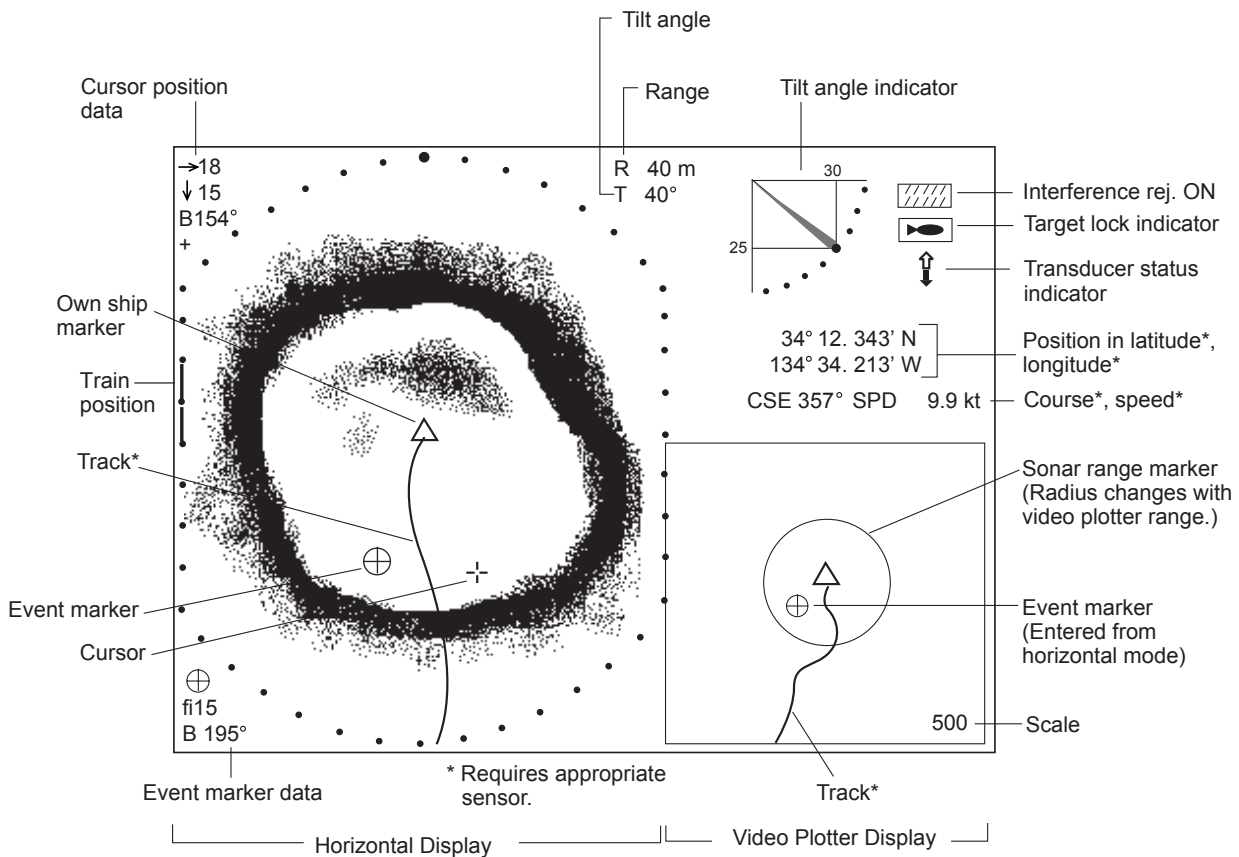 Tilt angle
Cursor position
data
Range
Tilt angle indicator
→18
↓ 15
B154°
+
R 40 m
T 40°
30
25
Interference rej. ON
Target lock indicator
Transducer status
indicator
Own ship
marker
34° 12. 343’ N
134° 34. 213’ W
Position in latitude*,
longitude*
Train
position
CSE 357° SPD 9.9 kt
Course*, speed*
Track*
Sonar range marker
(Radius changes with
video plotter range.)
Event marker
Event marker
(Entered from
horizontal mode)
Cursor
fi15
B 195°
500
Scale
Event marker data
* Requires appropriate
sensor.
Track*
Horizontal Display
Video Plotter Display